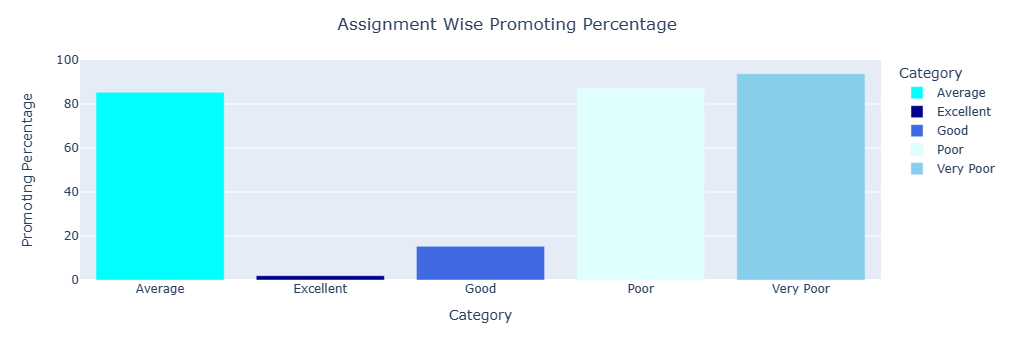 Assignment Wise Promoting Percentage
Promoting Percentage
100
80
60
40
20
0
Average
Excellent
Good
Poor
Very Poor
Category
Category
Average
Excellent
Good
Poor
Very Poor